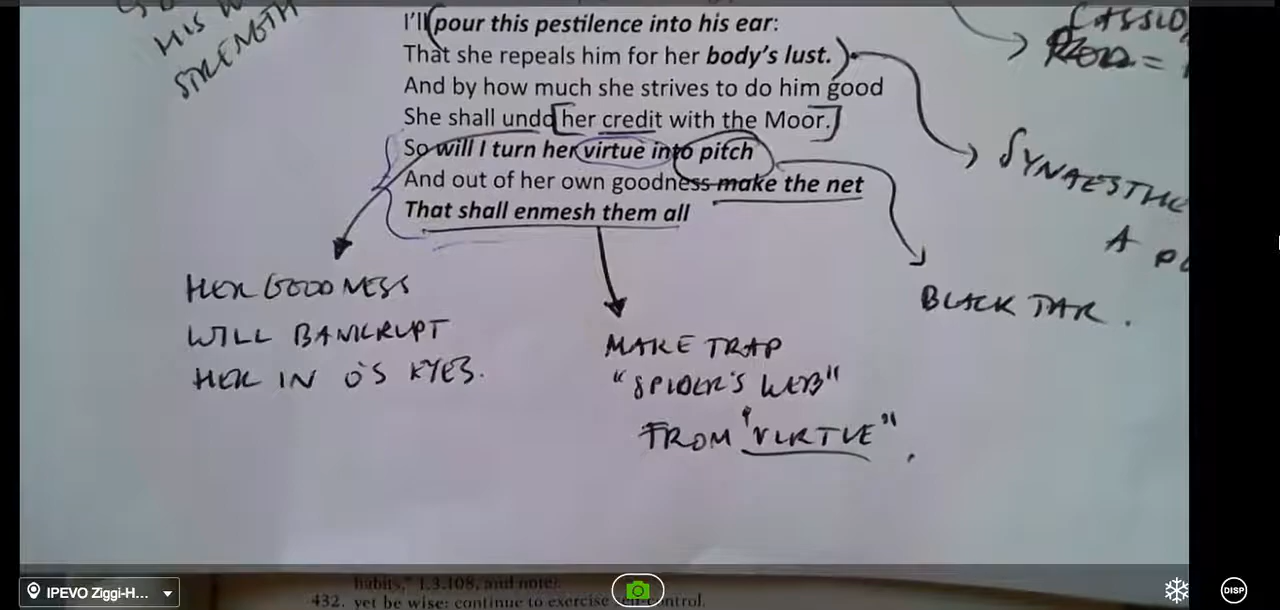 HIS
STRENGTH
I'll pour this pestilence into his ear:
That she repeals him for her body's lust.
And by how much she strives to do him good
She shall undo her credit with the Moor.
So will I turn her virtue into pitch
And out of her own goodness make the net
That shall enmesh them all
CASSIO
=
SYNAESTHE
A
BLACK TAR.
HER GOODNESS
WILL BANKRUPT
HER IN O'S EYES.
MAKE TRAP
"SPIDER'S WEB"
FROM "VIRTUE".
habits," 1.3.108, and note.
432. yet be wise: continue to exercise self-control.
IPEVO Ziggi-H...
DISP